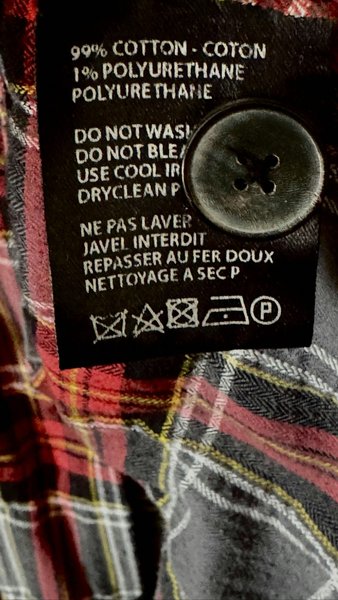 99% COTTON - COTON
1% POLYURETHANE
POLYURETHANE
DO NOT WASH
DO NOT BLEA
USE COOL IR
DRYCLEAN P
NE PAS LAVER
JAVEL INTERDIT
REPASSER AU FER DOUX
NETTOYAGE A SEC P
P